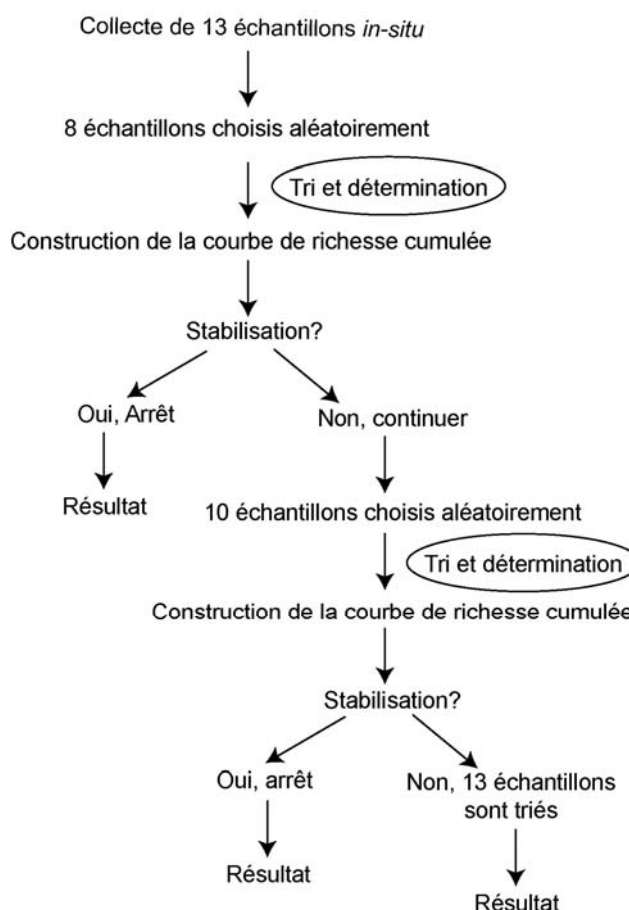 Collecte de 13 échantillons in-situ
8 échantillons choisis aléatoirement
Tri et détermination
Construction de la courbe de richesse cumulée
Stabilisation?
Oui, Arrêt
Non, continuer
Résultat
10 échantillons choisis aléatoirement
Tri et détermination
Construction de la courbe de richesse cumulée
Stabilisation?
Oui, arrêt
Non, 13 échantillons
sont triés
Résultat
Résultat